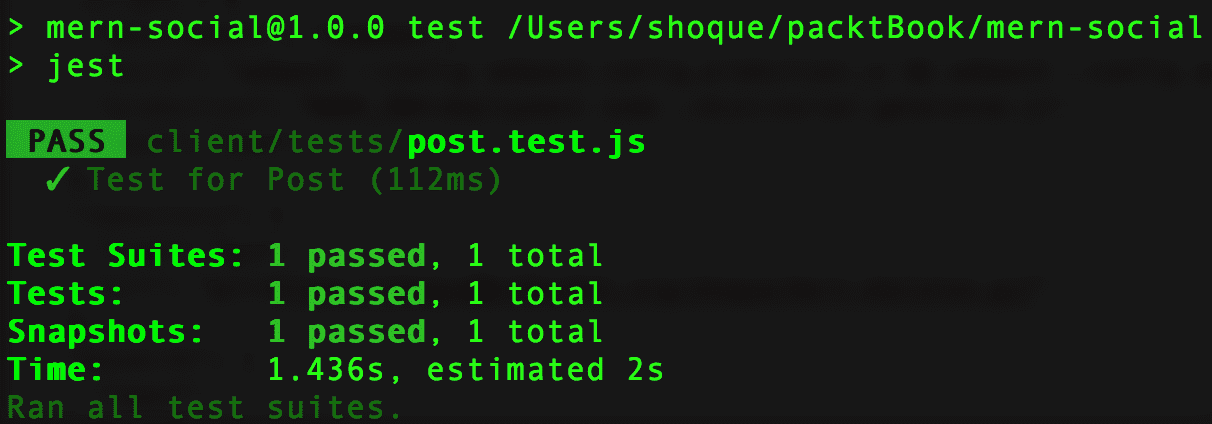 > mern-social@1.0.0 test /Users/shoque/packtBook/mern-social
> jest
PASS client/tests/post.test.js
✓ Test for Post (112ms)
Test Suites: 1 passed, 1 total
Tests: 1 passed, 1 total
Snapshots: 1 passed, 1 total
Time: 1.436s, estimated 2s
Ran all test suites.